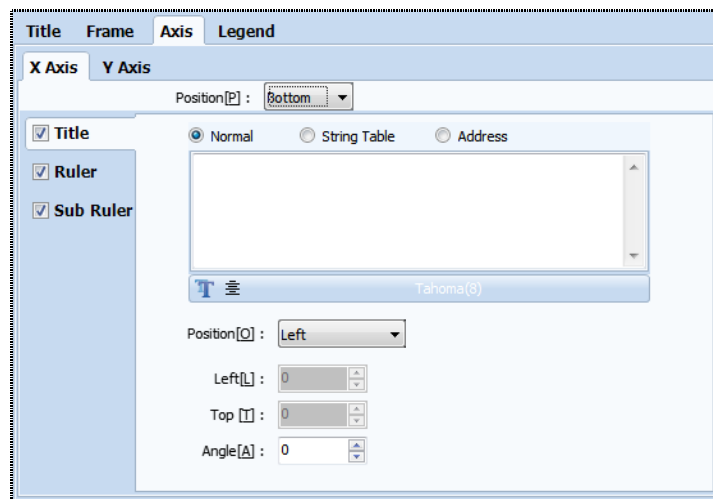 Title Frame Axis Legend
X Axis Y Axis
Position[P] : Bottom
Title
Normal String Table Address
Ruler
Sub Ruler
T Tahoma(8)
Position[O] : Left
Left[L] : 0
Top [T] : 0
Angle[A] : 0